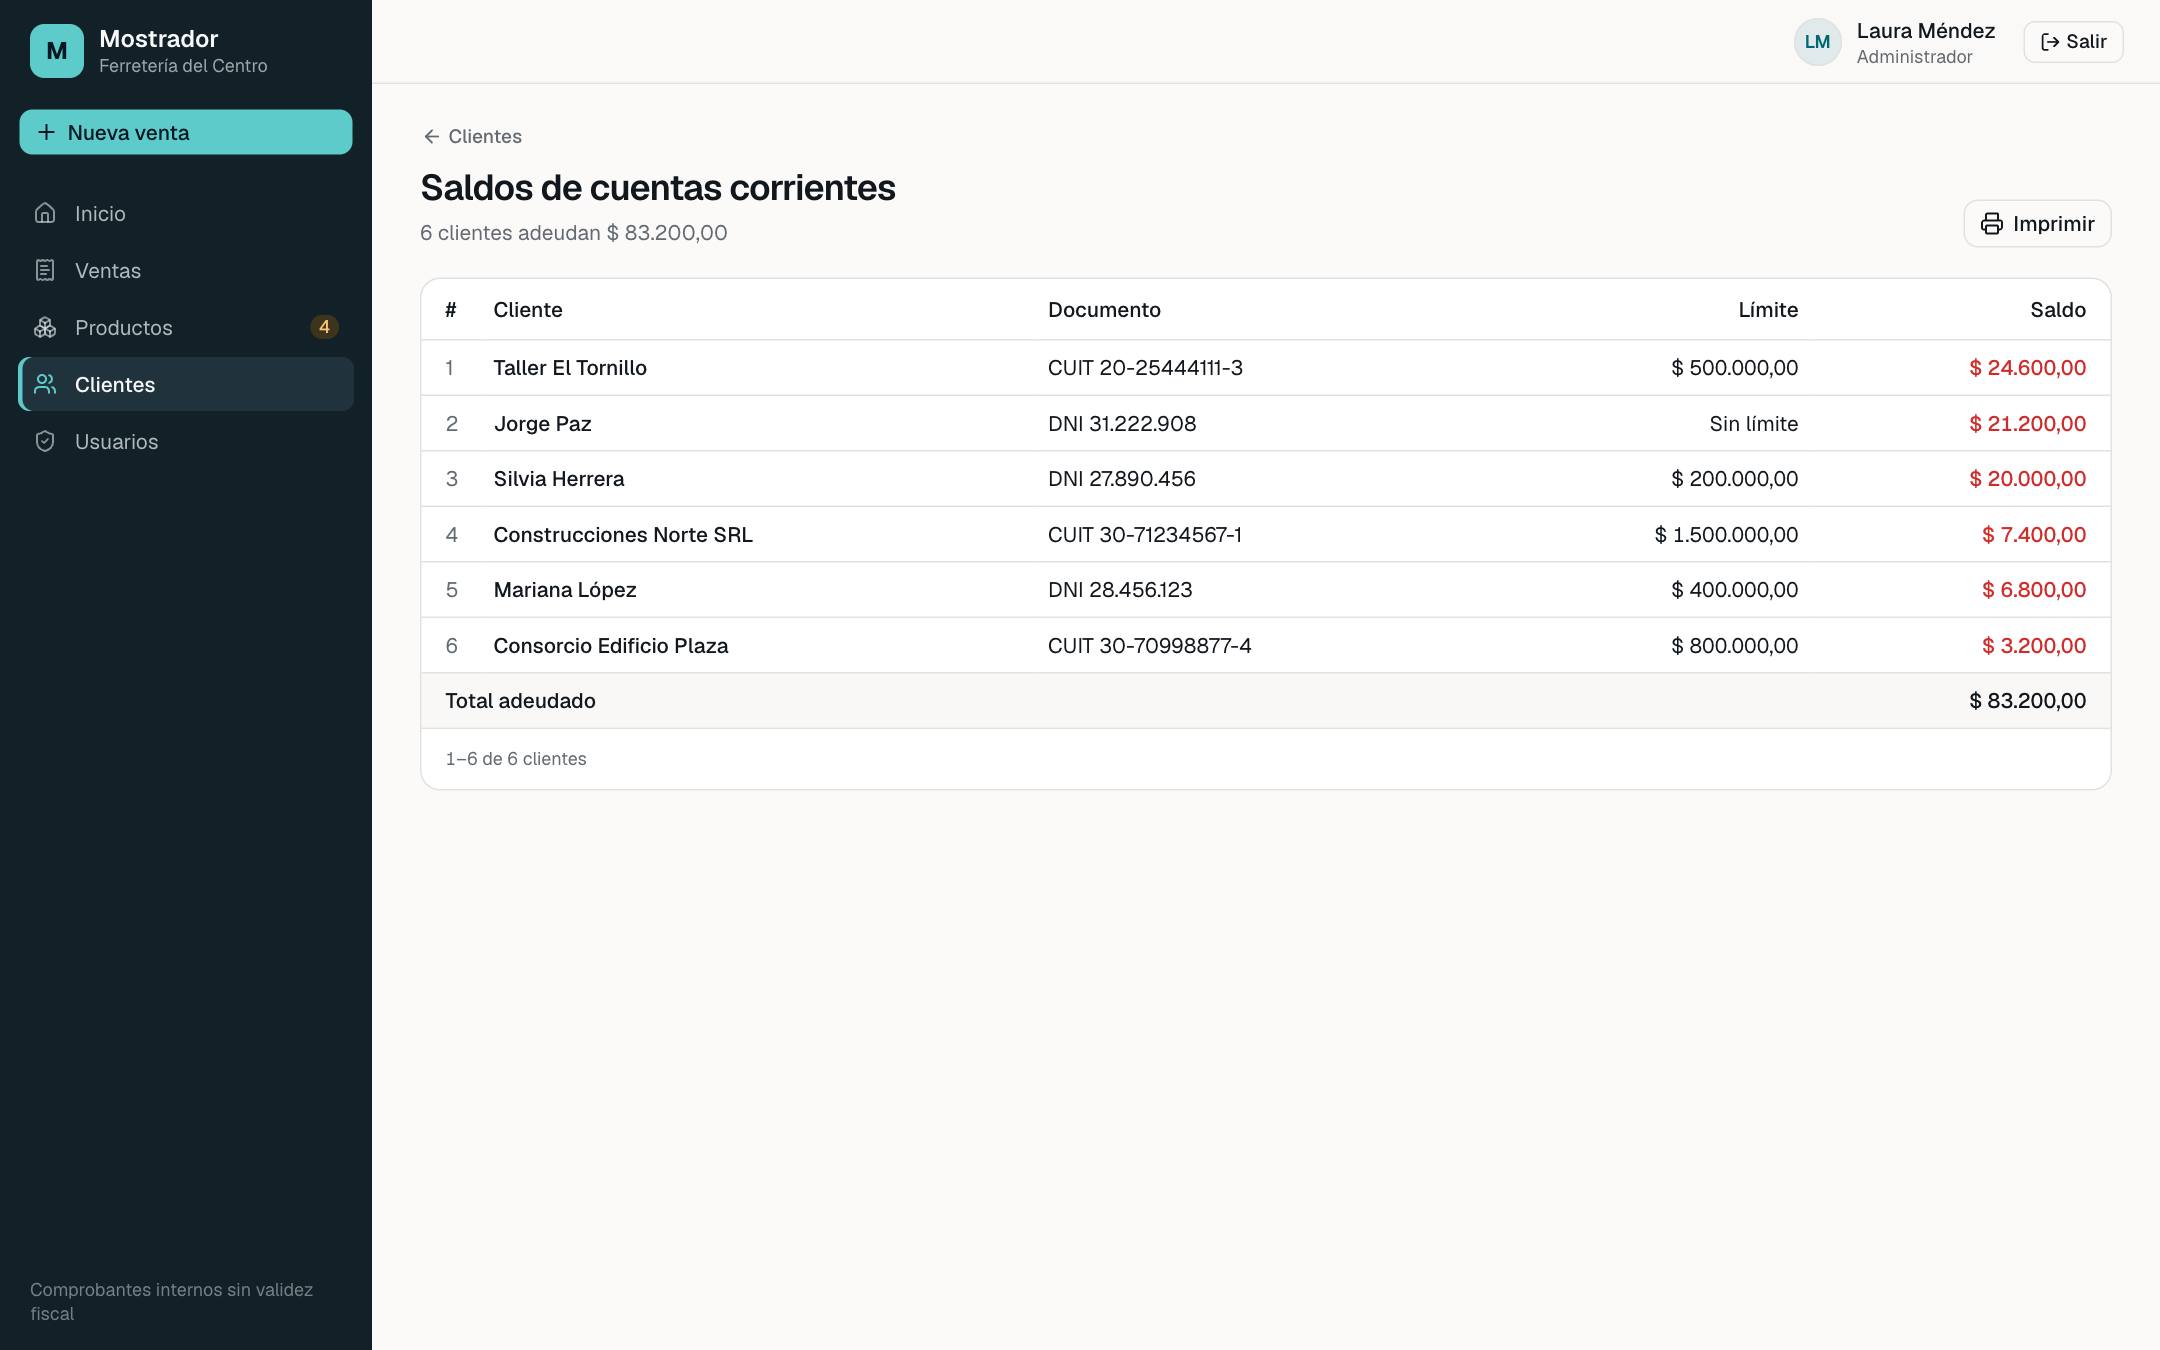 M
Mostrador
Ferretería del Centro
+ Nueva venta
Inicio
Ventas
Productos 4
Clientes
Usuarios
Comprobantes internos sin validez
fiscal
LM
Laura Méndez
Administrador
Salir
← Clientes
Saldos de cuentas corrientes
6 clientes adeudan $ 83.200,00
Imprimir
# Cliente Documento Límite Saldo
1 Taller El Tornillo CUIT 20-25444111-3 $ 500.000,00 $ 24.600,00
2 Jorge Paz DNI 31.222.908 Sin límite $ 21.200,00
3 Silvia Herrera DNI 27.890.456 $ 200.000,00 $ 20.000,00
4 Construcciones Norte SRL CUIT 30-71234567-1 $ 1.500.000,00 $ 7.400,00
5 Mariana López DNI 28.456.123 $ 400.000,00 $ 6.800,00
6 Consorcio Edificio Plaza CUIT 30-70998877-4 $ 800.000,00 $ 3.200,00
Total adeudado $ 83.200,00
1–6 de 6 clientes